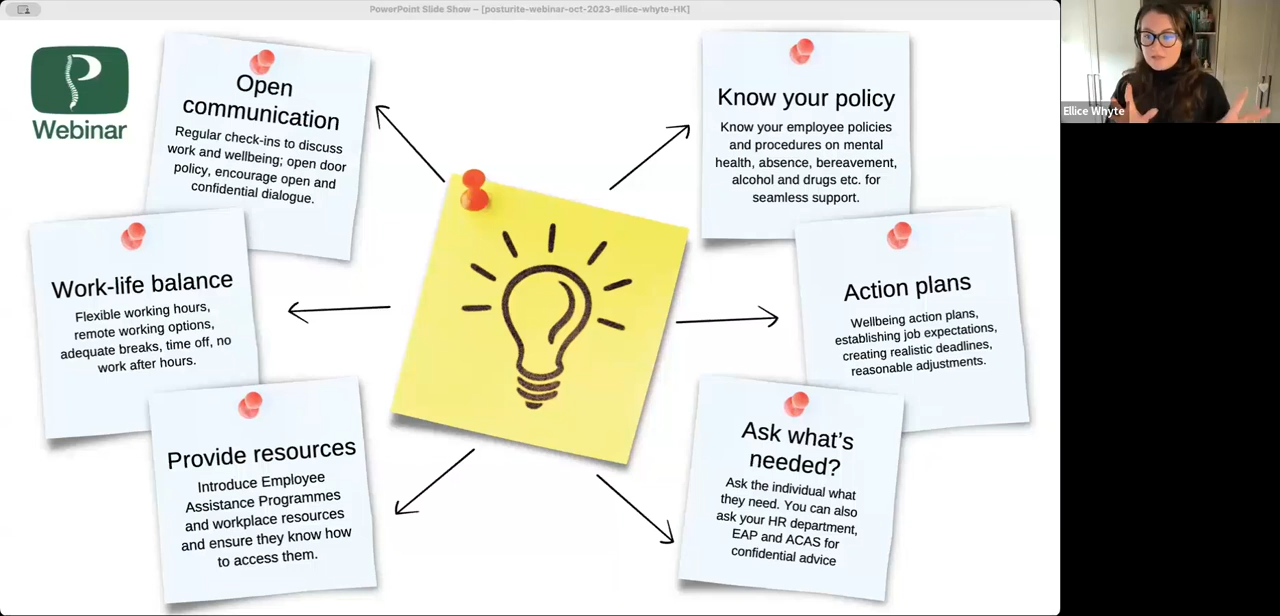 PowerPoint Slide Show – [posturite-webinar-oct-2023-ellice-whyte-HK]
Webinar
Open
communication
Regular check-ins to discuss
work and wellbeing; open door
policy, encourage open and
confidential dialogue.
Know your policy
Know your employee policies
and procedures on mental
health, absence, bereavement,
alcohol and drugs etc. for
seamless support.
Work-life balance
Flexible working hours,
remote working options,
adequate breaks, time off, no
work after hours.
Action plans
Wellbeing action plans,
establishing job expectations,
creating realistic deadlines,
reasonable adjustments.
Provide resources
Introduce Employee
Assistance Programmes
and workplace resources
and ensure they know how
to access them.
Ask what's
needed?
Ask the individual what
they need. You can also
ask your HR department,
EAP and ACAS for
confidential advice
Ellice Whyte